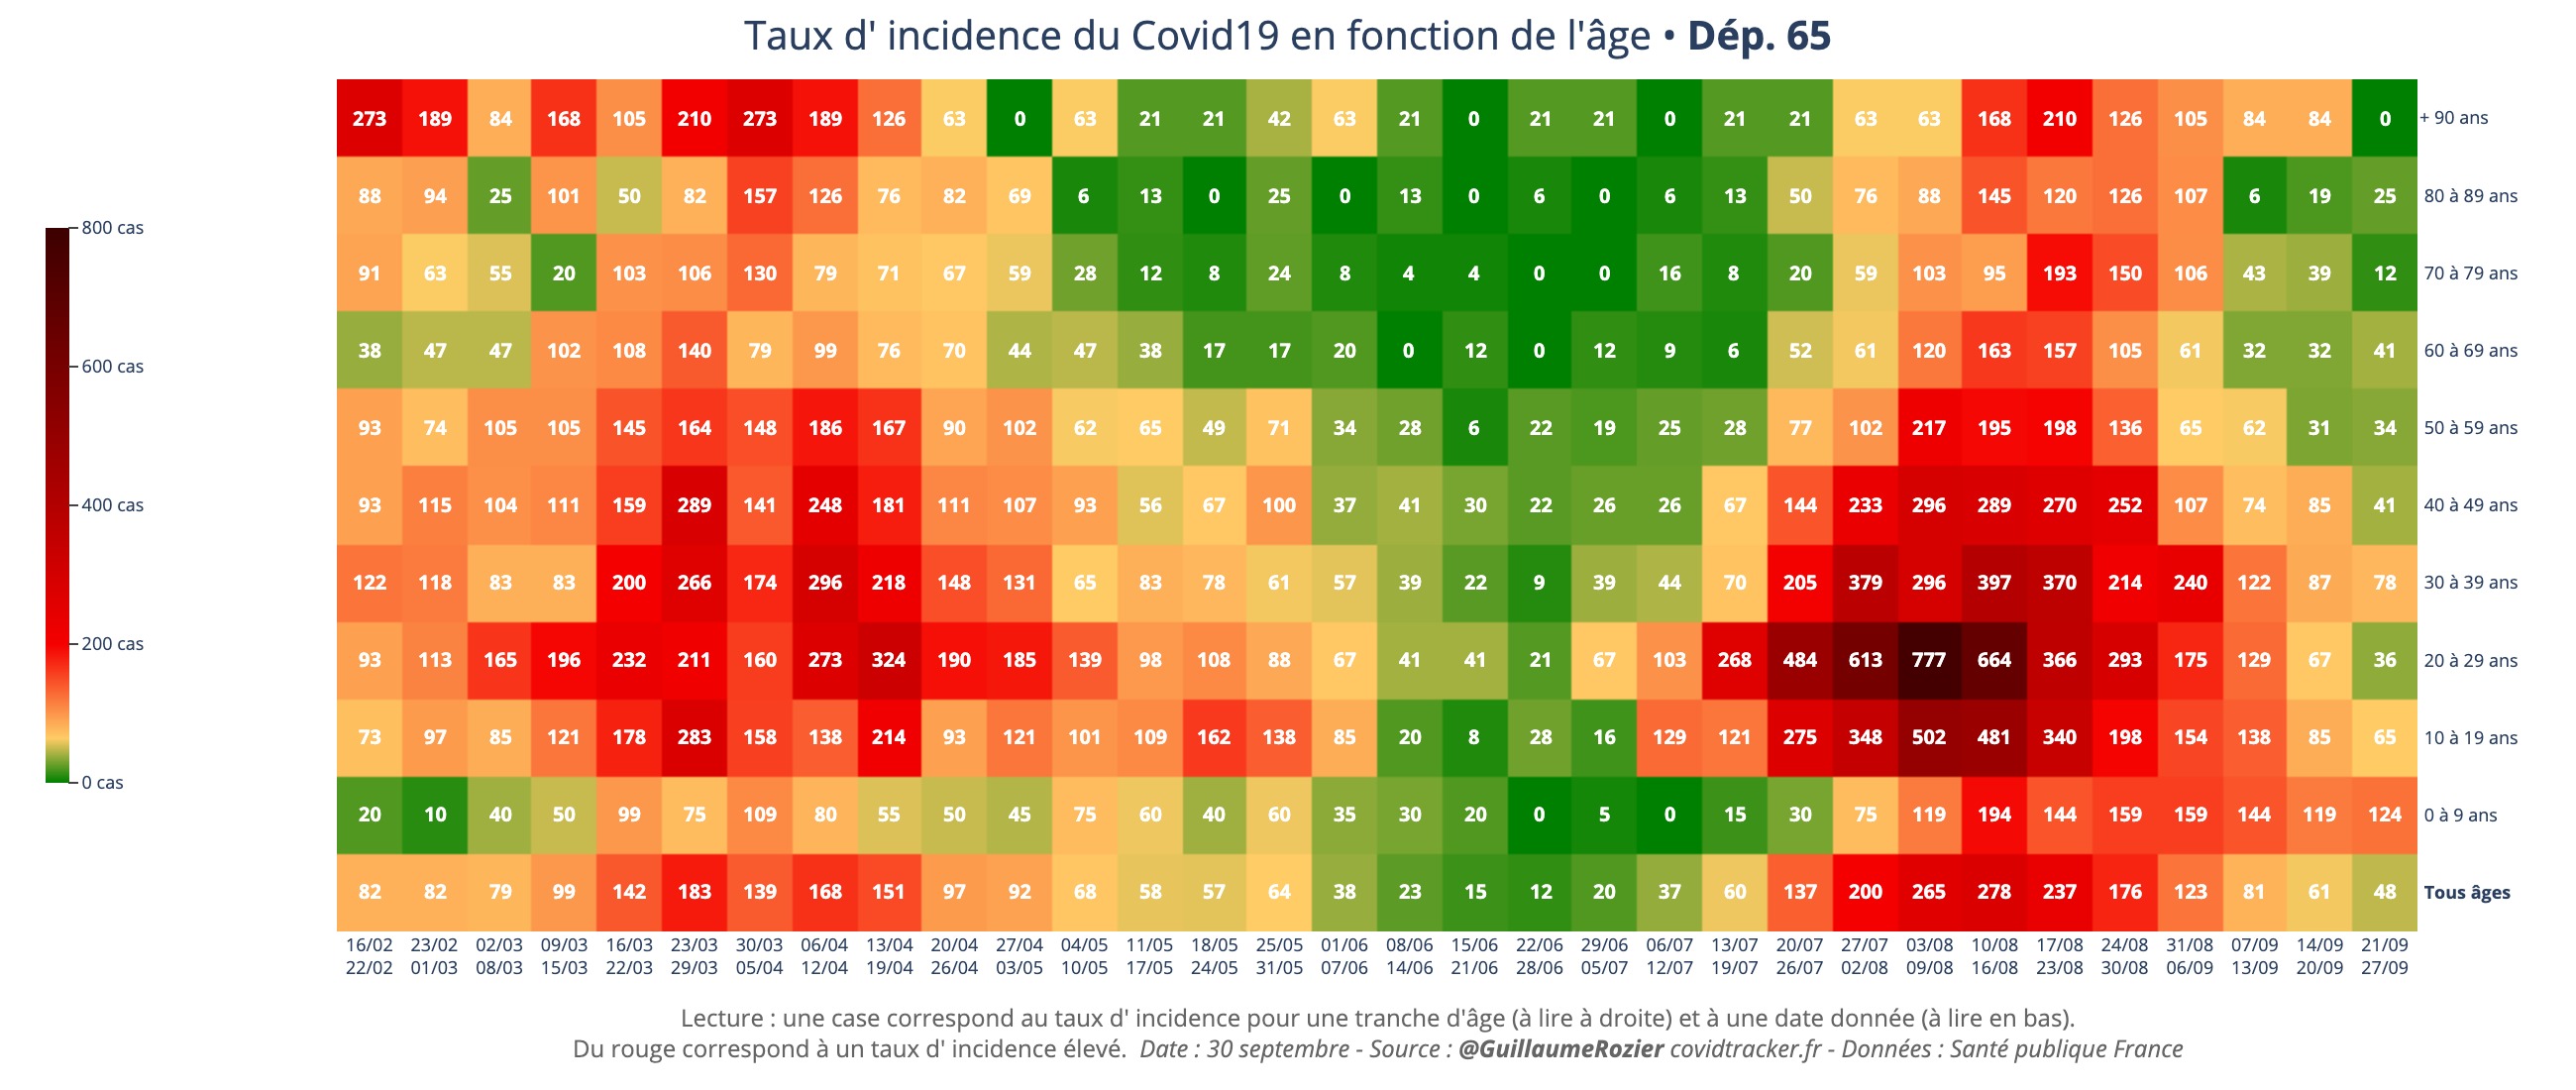 Taux d' incidence du Covid19 en fonction de l'âge • Dép. 65
273 189 84 168 105 210 273 189 126 63 0 63 21 21 42 63 21 0 21 21 0 21 21 63 63 168 210 126 105 84 84 0 + 90 ans
88 94 25 101 50 82 157 126 76 82 69 6 13 0 25 0 13 0 6 0 6 13 50 76 88 145 120 126 107 6 19 25 80 à 89 ans
800 cas
91 63 55 20 103 106 130 79 71 67 59 28 12 8 24 8 4 4 0 0 16 8 20 59 103 95 193 150 106 43 39 12 70 à 79 ans
38 47 47 102 108 140 79 99 76 70 44 47 38 17 17 20 0 12 0 12 9 6 52 61 120 163 157 105 61 32 32 41 60 à 69 ans
600 cas
93 74 105 105 145 164 148 186 167 90 102 62 65 49 71 34 28 6 22 19 25 28 77 102 217 195 198 136 65 62 31 34 50 à 59 ans
400 cas
93 115 104 111 159 289 141 248 181 111 107 93 56 67 100 37 41 30 22 26 26 67 144 233 296 289 270 252 107 74 85 41 40 à 49 ans
122 118 83 83 200 266 174 296 218 148 131 65 83 78 61 57 39 22 9 39 44 70 205 379 296 397 370 214 240 122 87 78 30 à 39 ans
200 cas
93 113 165 196 232 211 160 273 324 190 185 139 98 108 88 67 41 41 21 67 103 268 484 613 777 664 366 293 175 129 67 36 20 à 29 ans
73 97 85 121 178 283 158 138 214 93 121 101 109 162 138 85 20 8 28 16 129 121 275 348 502 481 340 198 154 138 85 65 10 à 19 ans
0 cas
20 10 40 50 99 75 109 80 55 50 45 75 60 40 60 35 30 20 0 5 0 15 30 75 119 194 144 159 159 144 119 124 0 à 9 ans
82 82 79 99 142 183 139 168 151 97 92 68 58 57 64 38 23 15 12 20 37 60 137 200 265 278 237 176 123 81 61 48 Tous âges
16/02 23/02 02/03 09/03 16/03 23/03 30/03 06/04 13/04 20/04 27/04 04/05 11/05 18/05 25/05 01/06 08/06 15/06 22/06 29/06 06/07 13/07 20/07 27/07 03/08 10/08 17/08 24/08 31/08 07/09 14/09 21/09
22/02 01/03 08/03 15/03 22/03 29/03 05/04 12/04 19/04 26/04 03/05 10/05 17/05 24/05 31/05 07/06 14/06 21/06 28/06 05/07 12/07 19/07 26/07 02/08 09/08 16/08 23/08 30/08 06/09 13/09 20/09 27/09
Lecture : une case correspond au taux d' incidence pour une tranche d'âge (à lire à droite) et à une date donnée (à lire en bas).
Du rouge correspond à un taux d' incidence élevé. Date : 30 septembre - Source : @GuillaumeRozier covidtracker.fr - Données : Santé publique France